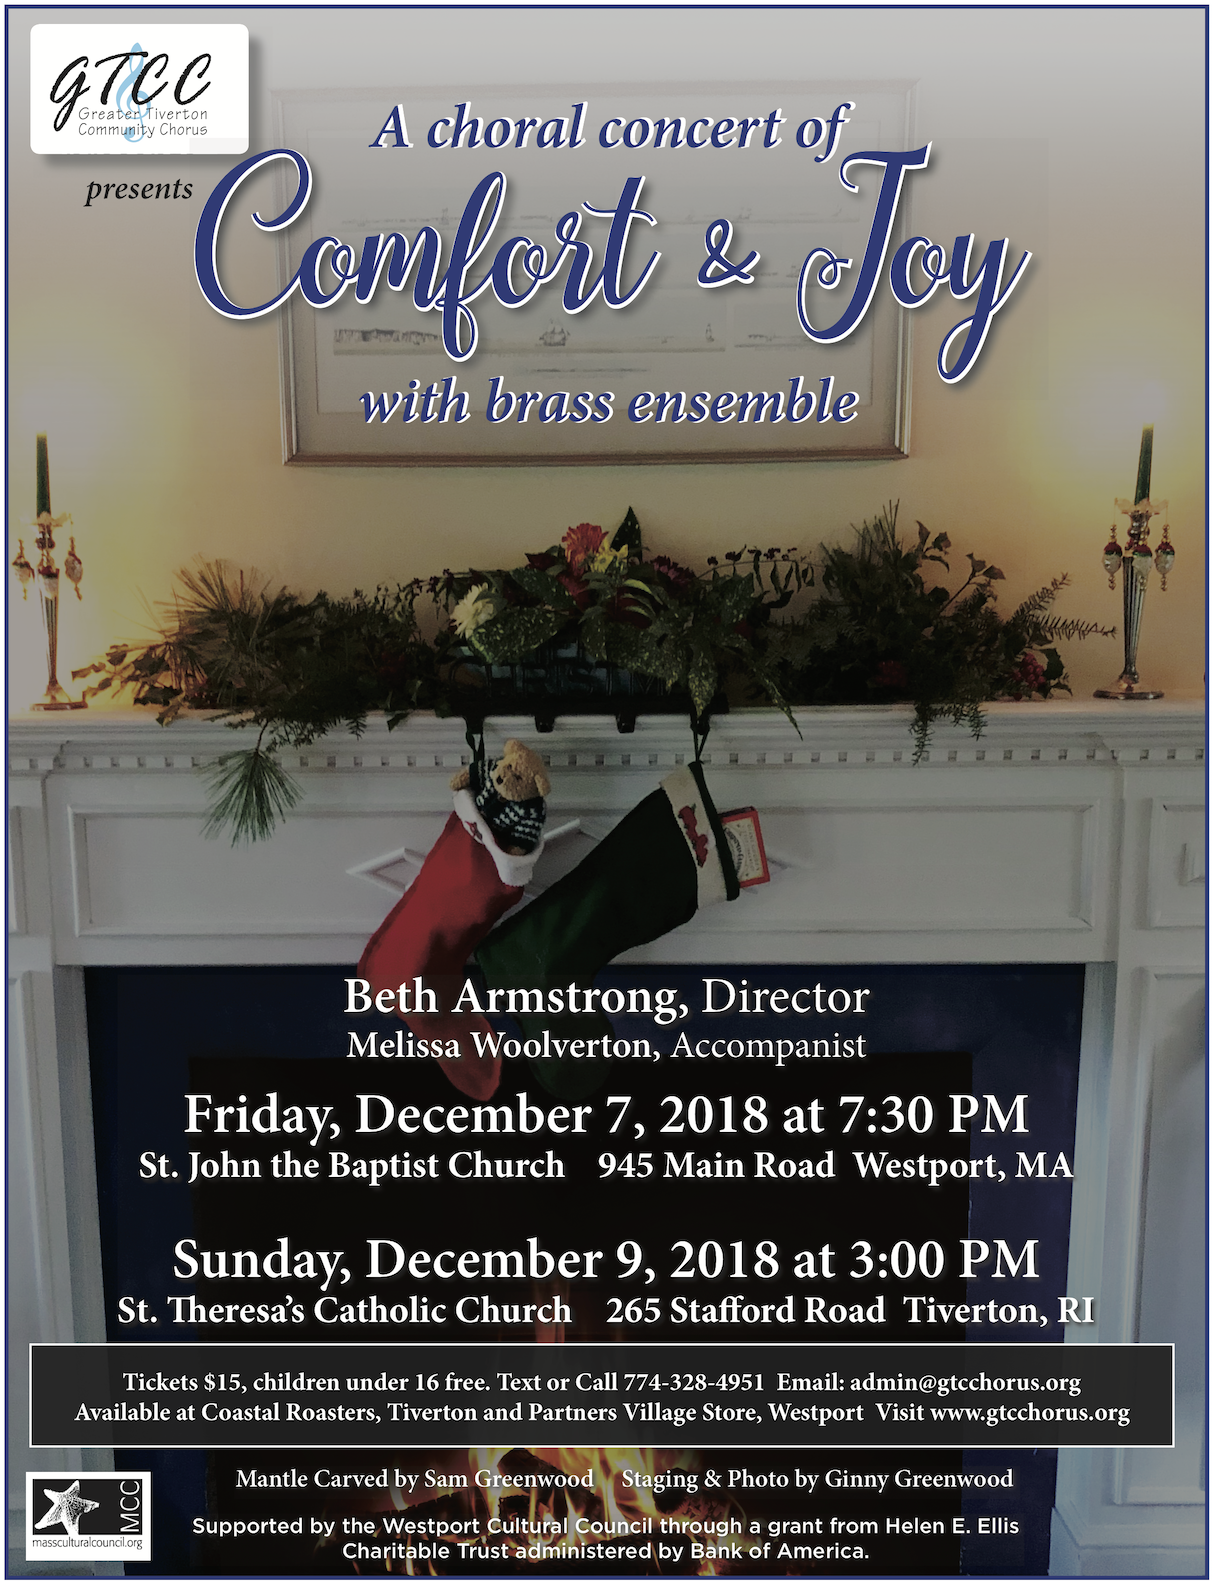 GTCC
Greater Tiverton
Community Chorus
presents
A choral concert of
Comfort & Joy
with brass ensemble
Beth Armstrong, Director
Melissa Woolverton, Accompanist
Friday, December 7, 2018 at 7:30 PM
St. John the Baptist Church 945 Main Road Westport, MA
Sunday, December 9, 2018 at 3:00 PM
St. Theresa's Catholic Church 265 Stafford Road Tiverton, RI
Tickets $15, children under 16 free. Text or Call 774-328-4951 Email: admin@gtcchorus.org
Available at Coastal Roasters, Tiverton and Partners Village Store, Westport Visit www.gtcchorus.org
Mantle Carved by Sam Greenwood Staging & Photo by Ginny Greenwood
MCC
massculturalcouncil.org
Supported by the Westport Cultural Council through a grant from Helen E. Ellis
Charitable Trust administered by Bank of America.